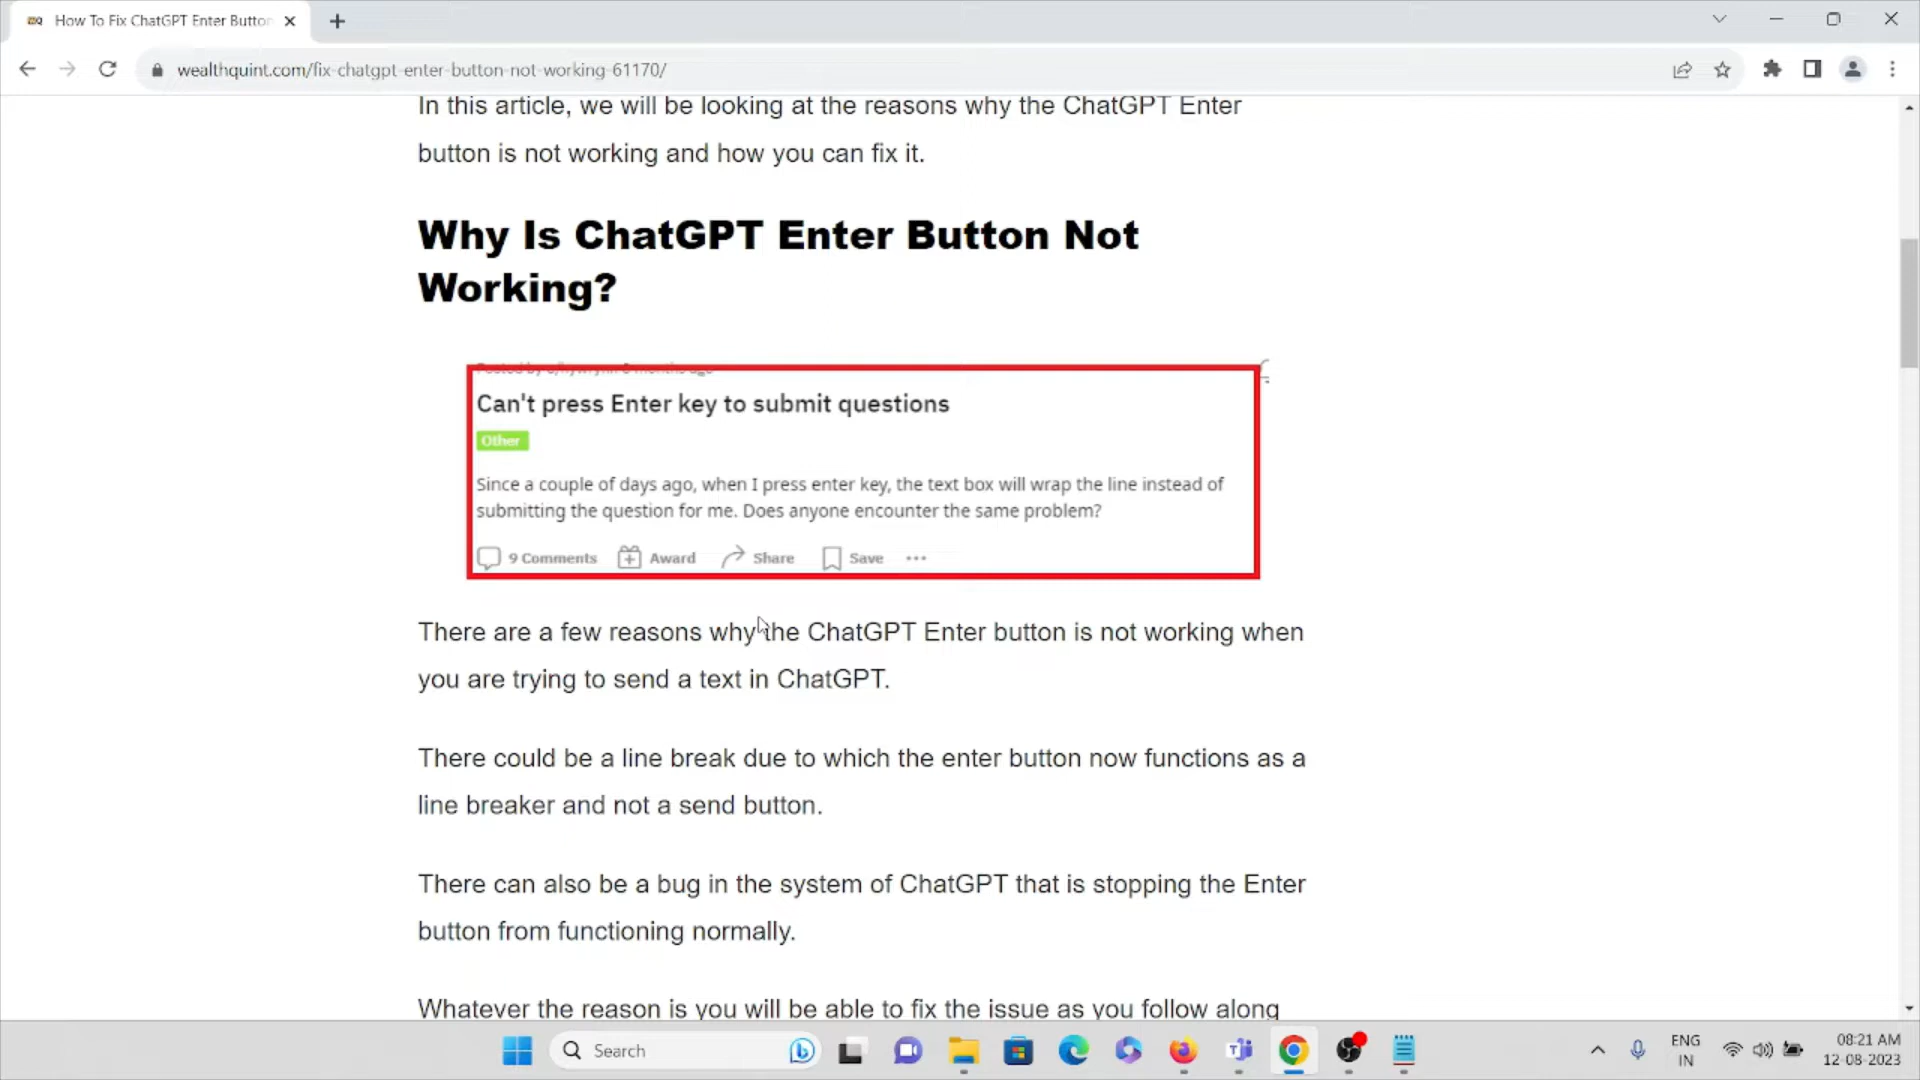 How To Fix ChatGPT Enter Button
wealthquint.com/fix-chatgpt-enter-button-not-working-61170/
In this article, we will be looking at the reasons why the ChatGPT Enter
button is not working and how you can fix it.
Why Is ChatGPT Enter Button Not
Working?
Can't press Enter key to submit questions
Other
Since a couple of days ago, when I press enter key, the text box will wrap the line instead of
submitting the question for me. Does anyone encounter the same problem?
9 Comments Award Share Save
There are a few reasons why the ChatGPT Enter button is not working when
you are trying to send a text in ChatGPT.
There could be a line break due to which the enter button now functions as a
line breaker and not a send button.
There can also be a bug in the system of ChatGPT that is stopping the Enter
button from functioning normally.
Whatever the reason is you will be able to fix the issue as you follow along
Search
ENG
IN
08:21 AM
12-08-2023